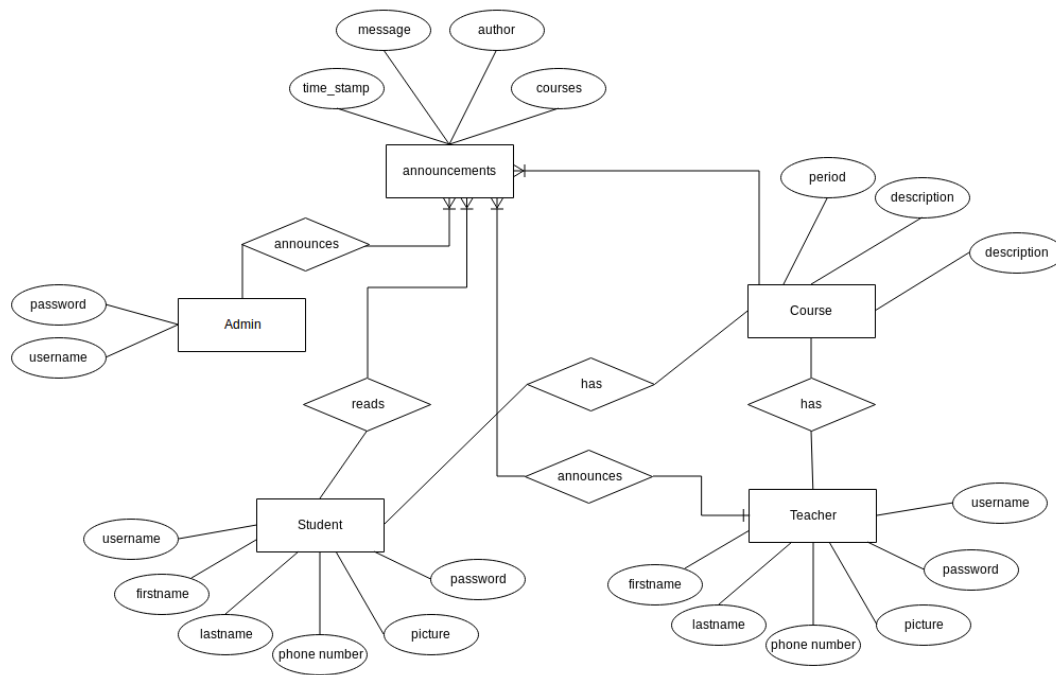 message
author
time_stamp
courses
announcements
period
description
description
announces
password
Admin
username
Course
has
reads
has
announces
Student
Teacher
username
username
firstname
lastname
phone number
picture
password
firstname
lastname
phone number
picture
password